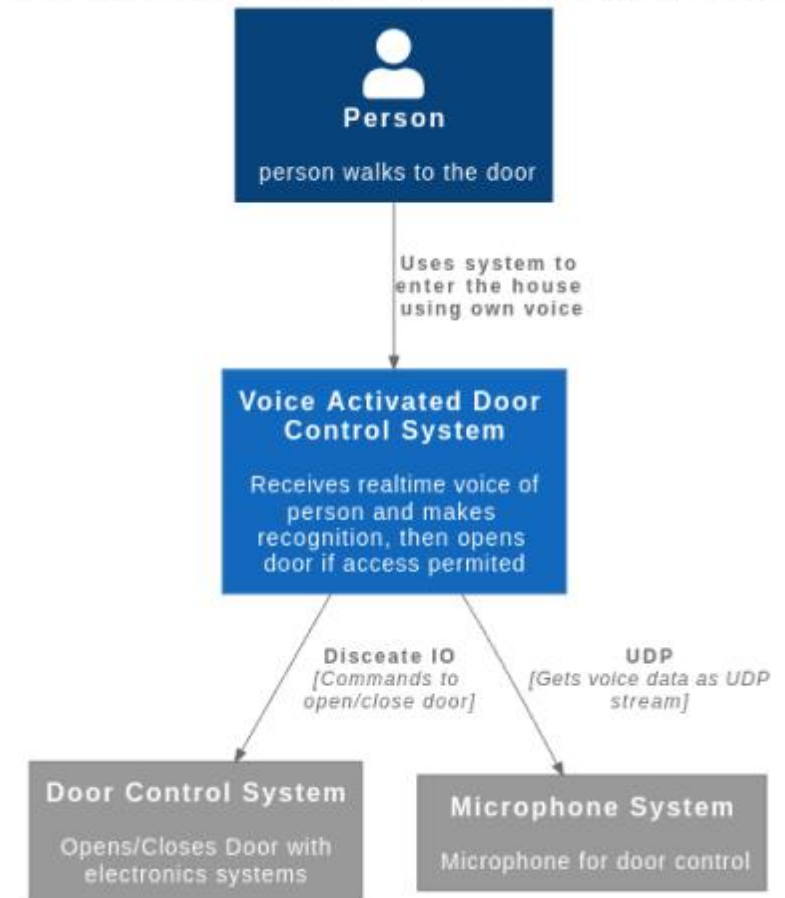 Person
person walks to the door
Uses system to
enter the house
using own voice
Voice Activated Door
Control System
Receives realtime voice of
person and makes
recognition, then opens
door if access permited
Disceate IO
[Commands to
open/close door]
UDP
[Gets voice data as UDP
stream]
Door Control System
Opens/Closes Door with
electronics systems
Microphone System
Microphone for door control